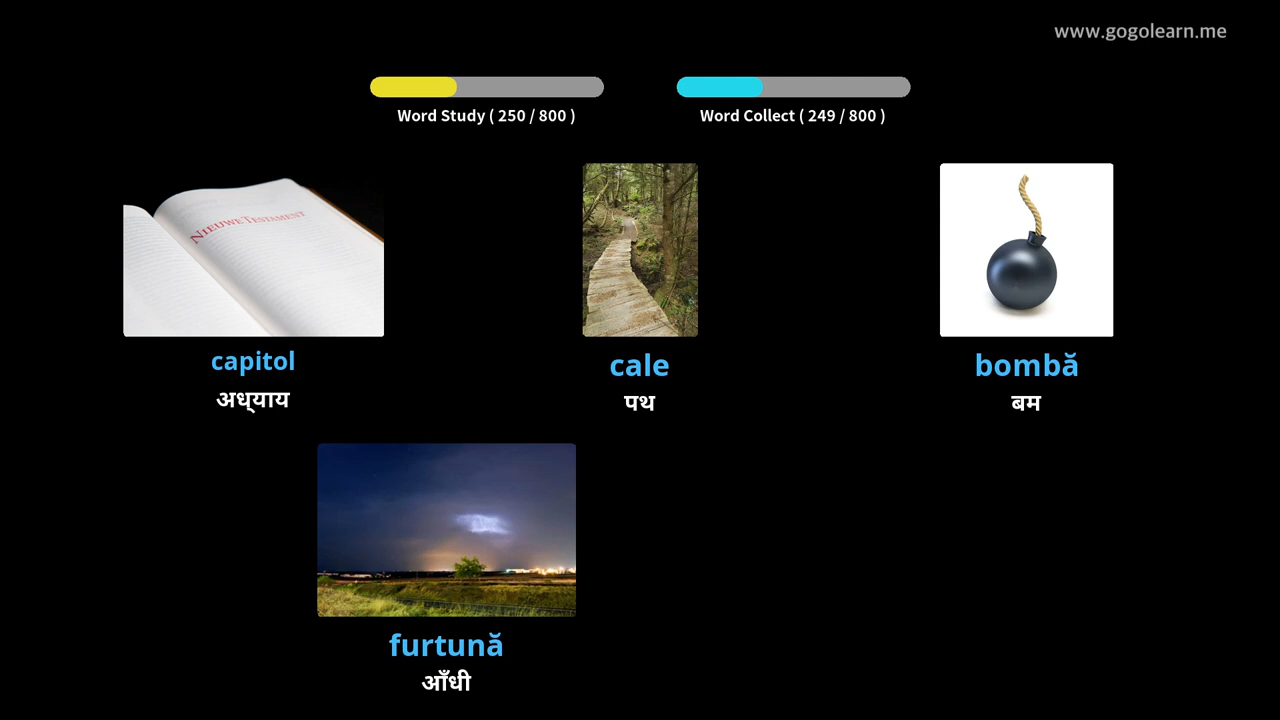 www.gogolearn.me
Word Study ( 250 / 800 )
Word Collect ( 249 / 800 )
NIEUWE TESTAMENT
capitol
अध्याय
cale
पथ
bombă
बम
furtună
आँधी